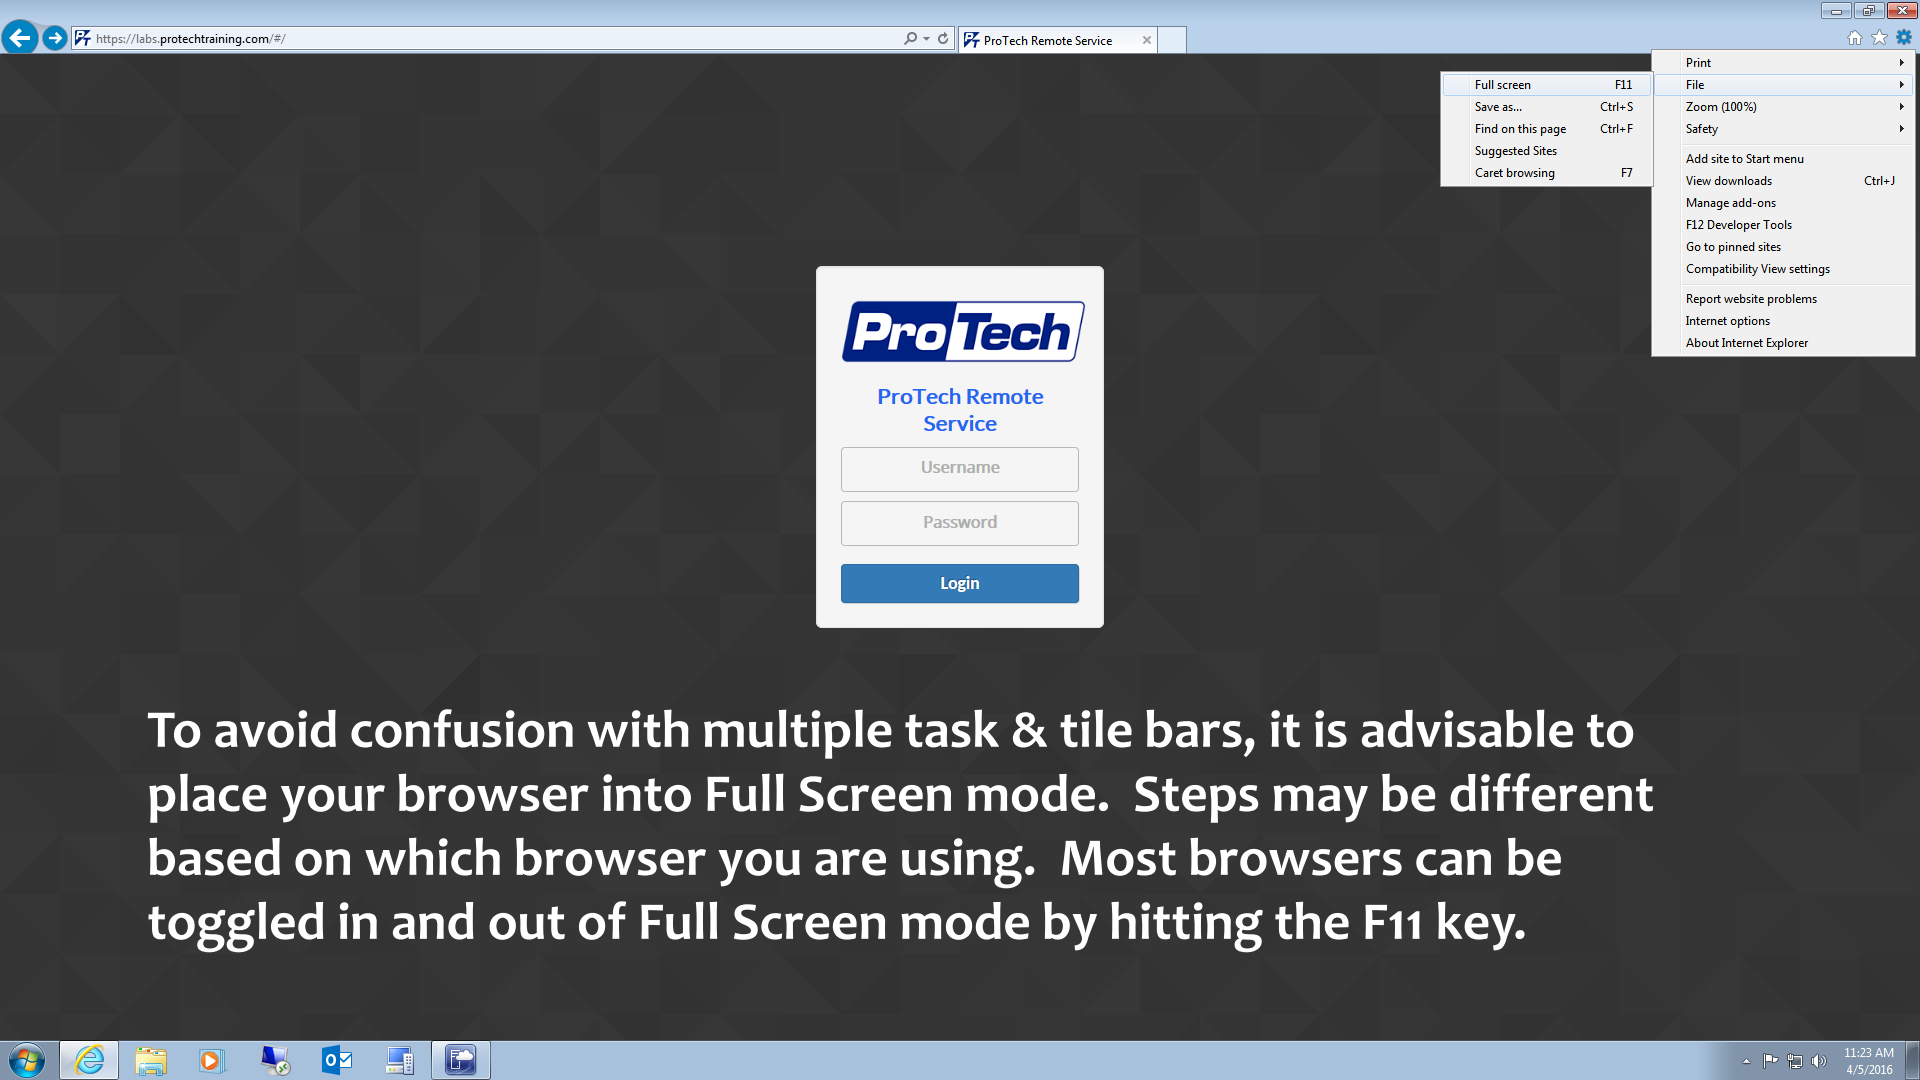 https://labs.protechtraining.com/#/
ProTech Remote Service
Print
File
Zoom (100%)
Safety
Add site to Start menu
View downloads Ctrl+J
Manage add-ons
F12 Developer Tools
Go to pinned sites
Compatibility View settings
Report website problems
Internet options
About Internet Explorer
Full screen F11
Save as... Ctrl+S
Find on this page Ctrl+F
Suggested Sites
Caret browsing F7
ProTech
ProTech Remote
Service
Username
Password
Login
To avoid confusion with multiple task & tile bars, it is advisable to
place your browser into Full Screen mode.  Steps may be different
based on which browser you are using.  Most browsers can be
toggled in and out of Full Screen mode by hitting the F11 key.
11:23 AM
4/5/2016